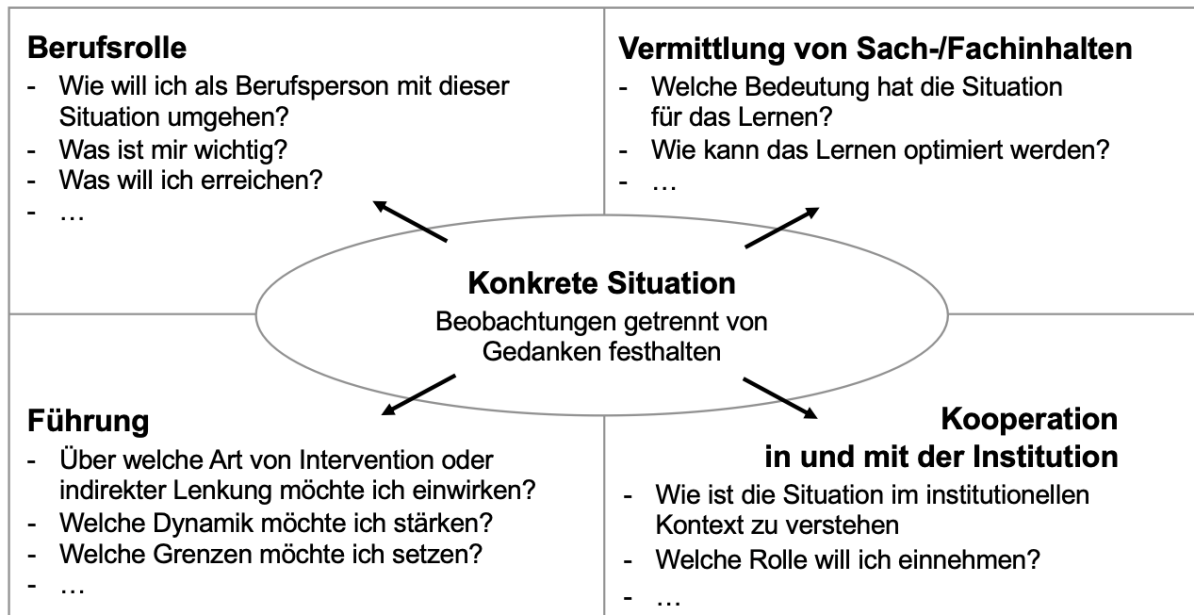 Berufsrolle
- Wie will ich als Berufsperson mit dieser
Situation umgehen?
- Was ist mir wichtig?
- Was will ich erreichen?
- …
Vermittlung von Sach-/Fachinhalten
- Welche Bedeutung hat die Situation
für das Lernen?
- Wie kann das Lernen optimiert werden?
- …
Konkrete Situation
Beobachtungen getrennt von
Gedanken festhalten
Führung
- Über welche Art von Intervention oder
indirekter Lenkung möchte ich einwirken?
- Welche Dynamik möchte ich stärken?
- Welche Grenzen möchte ich setzen?
- …
Kooperation
in und mit der Institution
- Wie ist die Situation im institutionellen
Kontext zu verstehen
- Welche Rolle will ich einnehmen?
- …